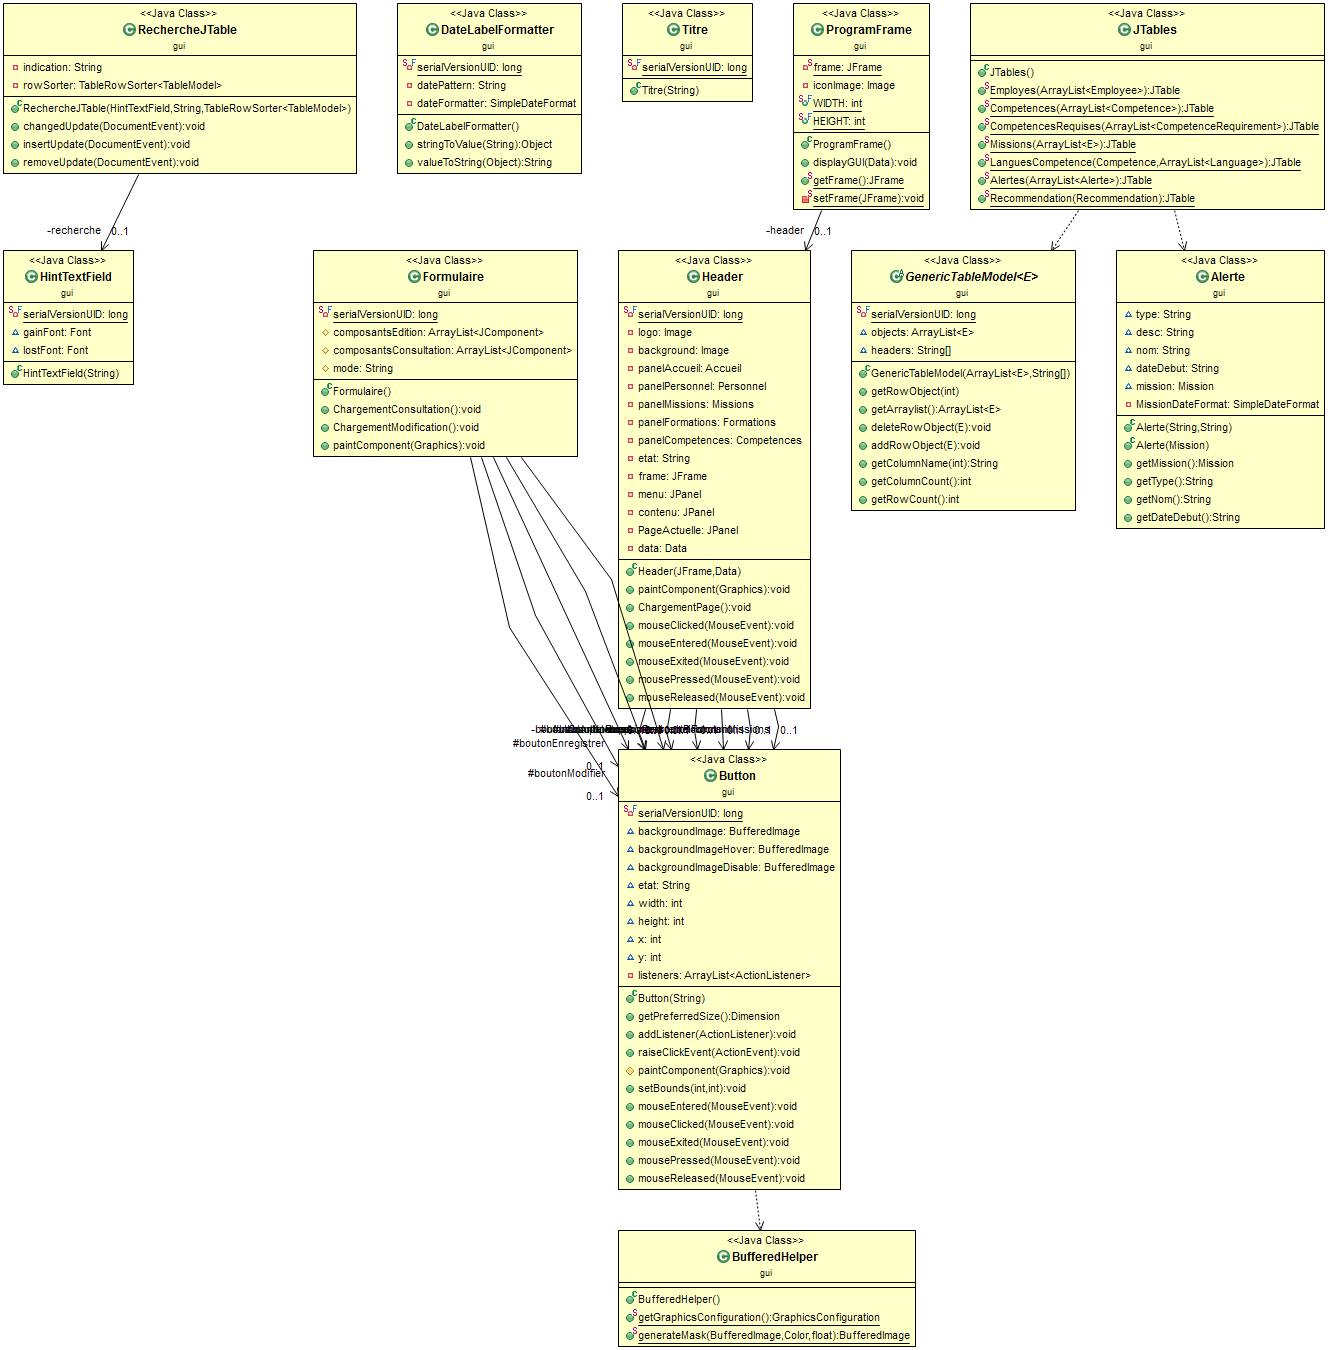 <<Java Class>>
RechercheJTable
gui
indication: String
rowSorter: TableRowSorter<TableModel>
RechercheJTable(HintTextField,String,TableRowSorter<TableModel>)
changedUpdate(DocumentEvent):void
insertUpdate(DocumentEvent):void
removeUpdate(DocumentEvent):void
<<Java Class>>
DateLabelFormatter
gui
serialVersionUID: long
datePattern: String
dateFormatter: SimpleDateFormat
DateLabelFormatter()
stringToValue(String):Object
valueToString(Object):String
<<Java Class>>
Titre
gui
serialVersionUID: long
Titre(String)
<<Java Class>>
ProgramFrame
gui
frame: JFrame
iconImage: Image
WIDTH: int
HEIGHT: int
ProgramFrame()
displayGUI(Data):void
getFrame():JFrame
setFrame(JFrame):void
<<Java Class>>
JTables
gui
JTables()
Employes(ArrayList<Employee>):JTable
Competences(ArrayList<Competence>):JTable
CompetencesRequises(ArrayList<CompetenceRequirement>):JTable
Missions(ArrayList<E>):JTable
LanguesCompetence(Competence,ArrayList<Language>):JTable
Alertes(ArrayList<Alerte>):JTable
Recommendation(Recommendation):JTable
-recherche
0..1
-header
0..1
<<Java Class>>
HintTextField
gui
serialVersionUID: long
gainFont: Font
lostFont: Font
HintTextField(String)
<<Java Class>>
Formulaire
gui
serialVersionUID: long
composantsEdition: ArrayList<JComponent>
composantsConsultation: ArrayList<JComponent>
mode: String
Formulaire()
ChargementConsultation():void
ChargementModification():void
paintComponent(Graphics):void
<<Java Class>>
Header
gui
serialVersionUID: long
logo: Image
background: Image
panelAccueil: Accueil
panelPersonnel: Personnel
panelMissions: Missions
panelFormations: Formations
panelCompetences: Competences
etat: String
frame: JFrame
menu: JPanel
contenu: JPanel
PageActuelle: JPanel
data: Data
Header(JFrame,Data)
paintComponent(Graphics):void
ChargementPage():void
mouseClicked(MouseEvent):void
mouseEntered(MouseEvent):void
mouseExited(MouseEvent):void
mousePressed(MouseEvent):void
mouseReleased(MouseEvent):void
<<Java Class>>
GenericTableModel<E>
gui
serialVersionUID: long
objects: ArrayList<E>
headers: String[]
GenericTableModel(ArrayList<E>,String[])
getRowObject(int)
getArraylist():ArrayList<E>
deleteRowObject(E):void
addRowObject(E):void
getColumnName(int):String
getColumnCount():int
getRowCount():int
<<Java Class>>
Alerte
gui
type: String
desc: String
nom: String
dateDebut: String
mission: Mission
MissionDateFormat: SimpleDateFormat
Alerte(String,String)
Alerte(Mission)
getMission():Mission
getType():String
getNom():String
getDateDebut():String
0..1
0..1
#boutonEnregistrer
0..1
#boutonModifier
0..1
<<Java Class>>
Button
gui
serialVersionUID: long
backgroundImage: BufferedImage
backgroundImageHover: BufferedImage
backgroundImageDisable: BufferedImage
etat: String
width: int
height: int
x: int
y: int
listeners: ArrayList<ActionListener>
Button(String)
getPreferredSize():Dimension
addListener(ActionListener):void
raiseClickEvent(ActionEvent):void
paintComponent(Graphics):void
setBounds(int,int):void
mouseEntered(MouseEvent):void
mouseClicked(MouseEvent):void
mouseExited(MouseEvent):void
mousePressed(MouseEvent):void
mouseReleased(MouseEvent):void
<<Java Class>>
BufferedHelper
gui
BufferedHelper()
getGraphicsConfiguration():GraphicsConfiguration
generateMask(BufferedImage,Color,float):BufferedImage